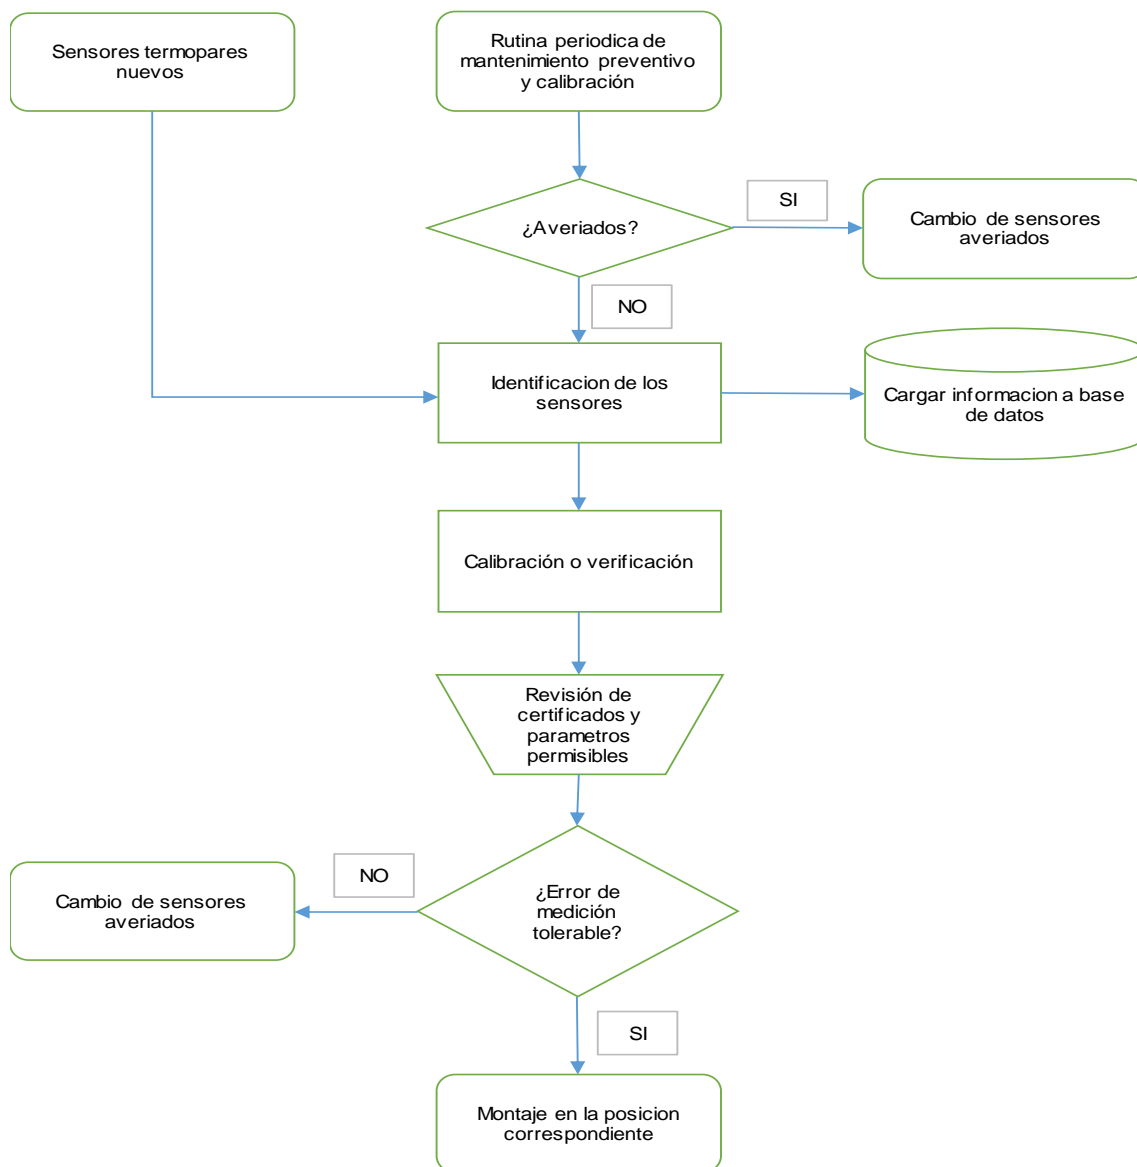 Sensores termopares
nuevos
Rutina periodica de
mantenimiento preventivo
y calibración
¿Averiados?
SI
Cambio de sensores
averiados
NO
Identificacion de los
sensores
Cargar informacion a base
de datos
Calibración o verificación
Revisión de
certificados y
parametros
permisibles
NO
Cambio de sensores
averiados
¿Error de
medición
tolerable?
SI
Montaje en la posicion
correspondiente